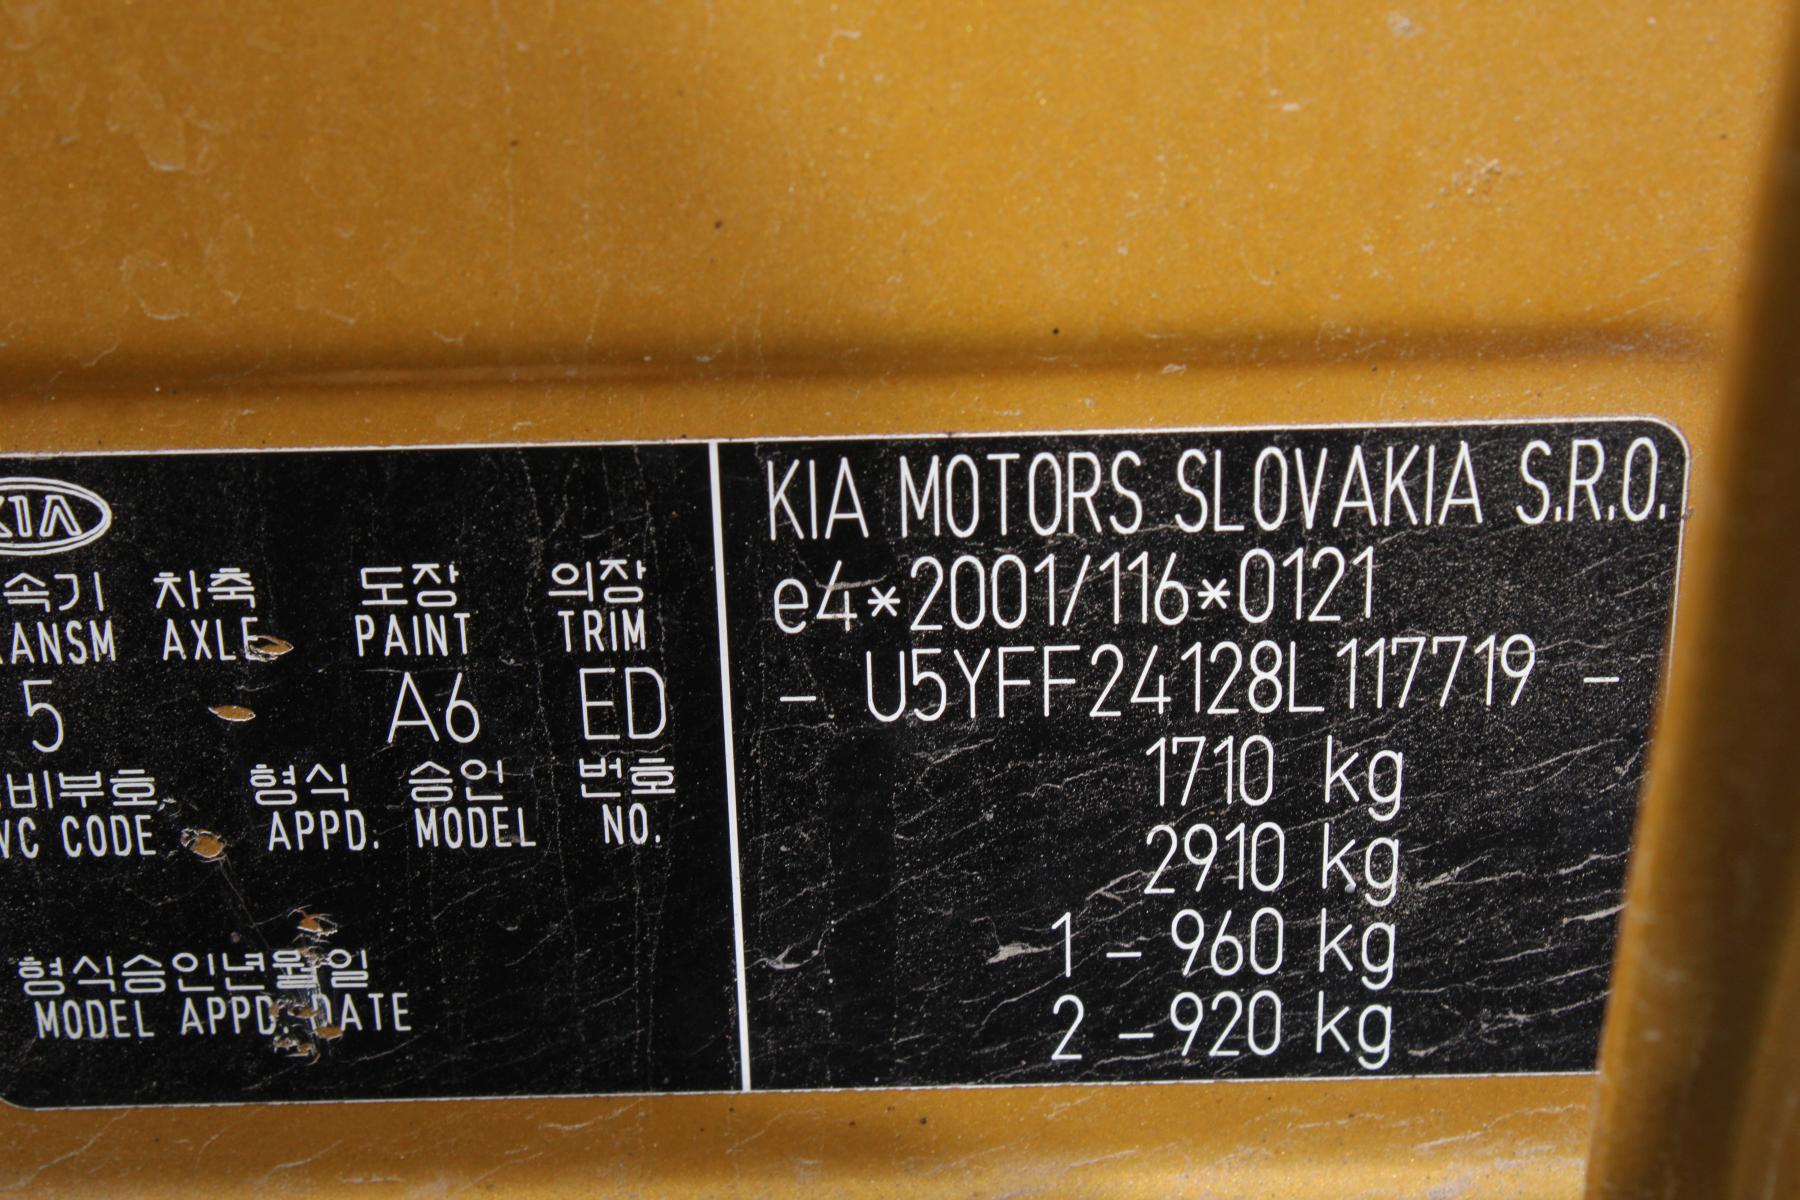 KIA
속기 차축 도장 의장
ANSM AXLE PAINT TRIM
5 A6 ED
비부호 형식 승인 번호
VC CODE APPD. MODEL NO.
형식승인년월일
MODEL APPD. DATE
KIA MOTORS SLOVAKIA S.R.O.
e4*2001/116*0121
- U5YFF24128L117719 -
1710 kg
2910 kg
1 - 960 kg
2 - 920 kg